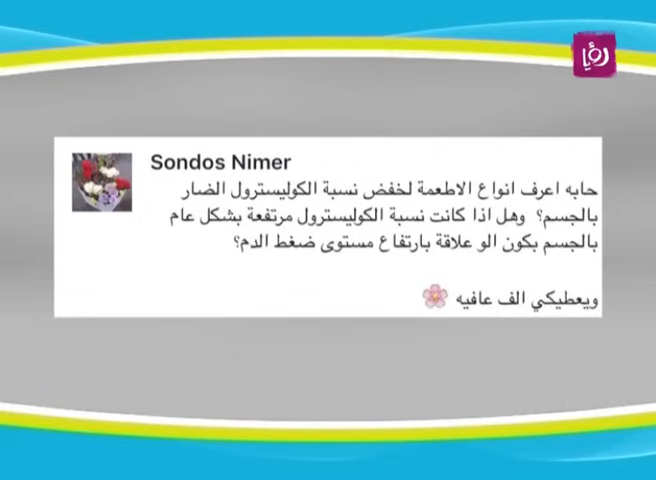 رؤيا
Sondos Nimer
حابه اعرف انواع الاطعمة لخفض نسبة الكوليسترول الضار
بالجسم؟ وهل اذا كانت نسبة الكوليسترول مرتفعة بشكل عام
بالجسم بكون الو علاقة بارتفاع مستوى ضغط الدم؟
ويعطيكي الف عافيه 🌸